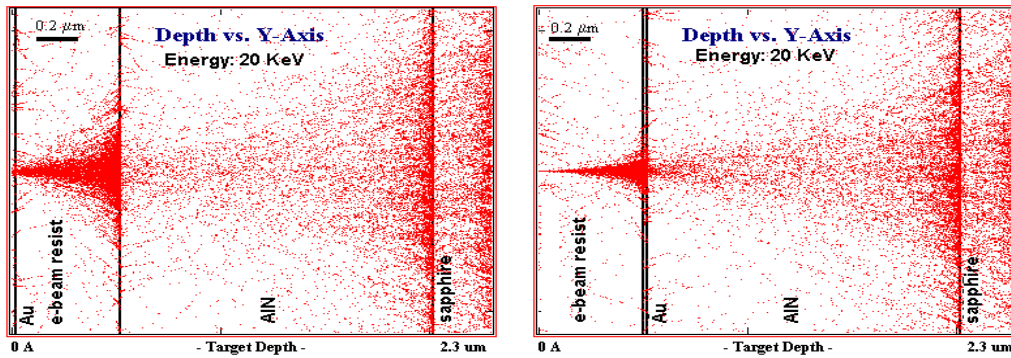 0.2 µm
Depth vs. Y-Axis
Energy: 20 KeV
Au
e-beam resist
AlN
sapphire
0 A
- Target Depth -
2.3 um
0.2 µm
Depth vs. Y-Axis
Energy: 20 KeV
e-beam resist
Au
AlN
sapphire
0 A
- Target Depth -
2.3 um